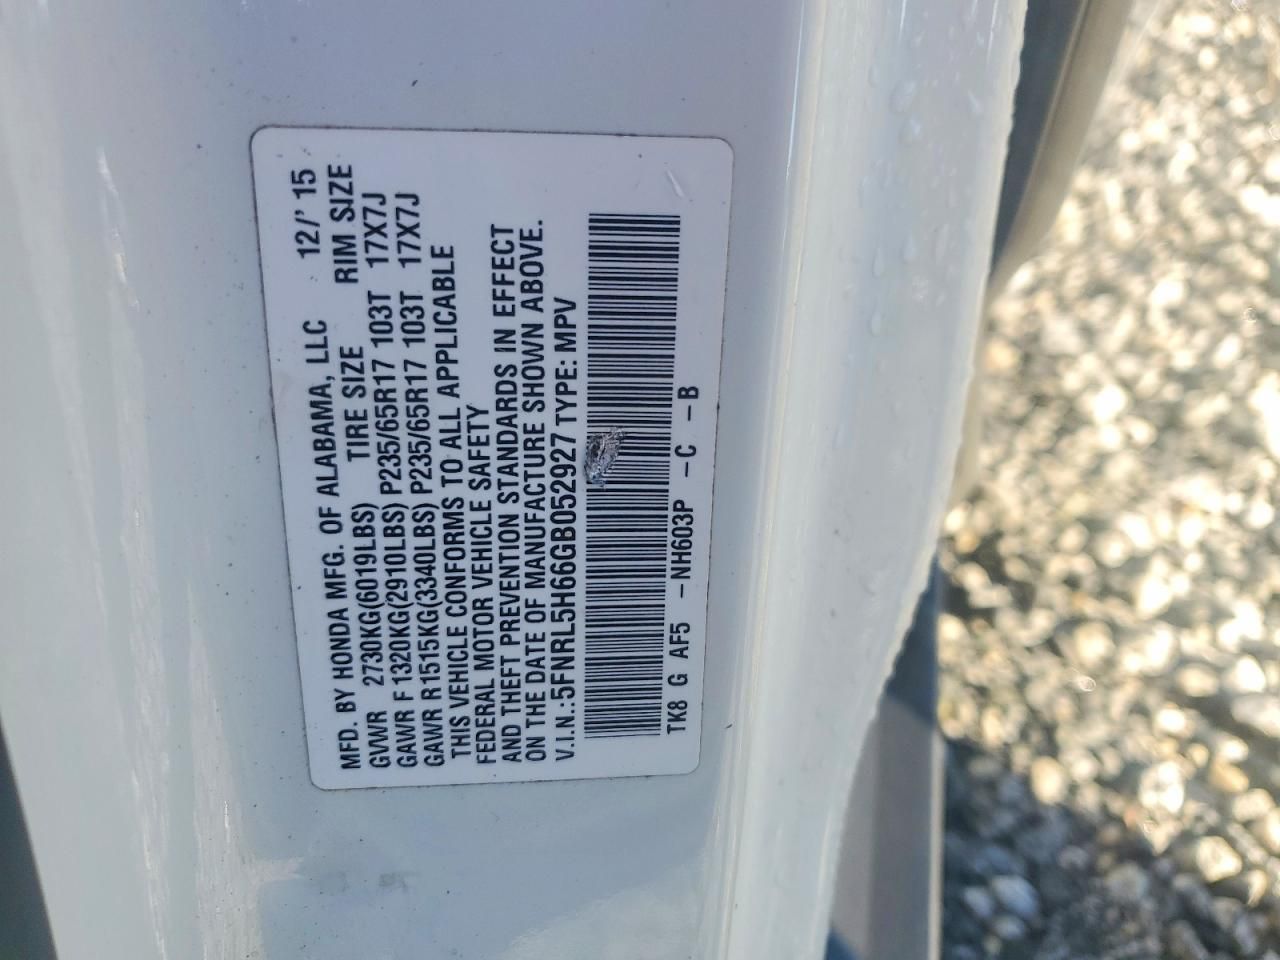 MFD. BY HONDA MFG. OF ALABAMA, LLC 12/' 15
GVWR 2730KG(6019LBS) TIRE SIZE RIM SIZE
GAWR F 1320KG(2910LBS) P235/65R17 103T 17X7J
GAWR R 1515KG(3340LBS) P235/65R17 103T 17X7J
THIS VEHICLE CONFORMS TO ALL APPLICABLE
FEDERAL MOTOR VEHICLE SAFETY
AND THEFT PREVENTION STANDARDS IN EFFECT
ON THE DATE OF MANUFACTURE SHOWN ABOVE.
V.I.N.:5FNRL5H66GB052927 TYPE: MPV
TK8 G AF5 -NH603P -C -B